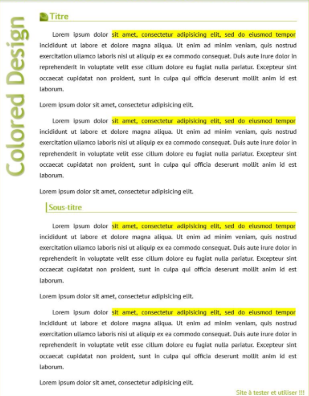 Colored Design
Titre
Lorem ipsum dolor sit amet, consectetur adipisicing elit, sed do eiusmod tempor
incididunt ut labore et dolore magna aliqua. Ut enim ad minim veniam, quis nostrud
exercitation ullamco laboris nisi ut aliquip ex ea commodo consequat. Duis aute irure dolor in
reprehenderit in voluptate velit esse cillum dolore eu fugiat nulla pariatur. Excepteur sint
occaecat cupidatat non proident, sunt in culpa qui officia deserunt mollit anim id est
laborum.
Lorem ipsum dolor sit amet, consectetur adipisicing elit.
Lorem ipsum dolor sit amet, consectetur adipisicing elit, sed do eiusmod tempor
incididunt ut labore et dolore magna aliqua. Ut enim ad minim veniam, quis nostrud
exercitation ullamco laboris nisi ut aliquip ex ea commodo consequat. Duis aute irure dolor in
reprehenderit in voluptate velit esse cillum dolore eu fugiat nulla pariatur. Excepteur sint
occaecat cupidatat non proident, sunt in culpa qui officia deserunt mollit anim id est
laborum.
Lorem ipsum dolor sit amet, consectetur adipisicing elit.
Sous-titre
Lorem ipsum dolor sit amet, consectetur adipisicing elit, sed do eiusmod tempor
incididunt ut labore et dolore magna aliqua. Ut enim ad minim veniam, quis nostrud
exercitation ullamco laboris nisi ut aliquip ex ea commodo consequat. Duis aute irure dolor in
reprehenderit in voluptate velit esse cillum dolore eu fugiat nulla pariatur. Excepteur sint
occaecat cupidatat non proident, sunt in culpa qui officia deserunt mollit anim id est
laborum.
Lorem ipsum dolor sit amet, consectetur adipisicing elit.
Lorem ipsum dolor sit amet, consectetur adipisicing elit, sed do eiusmod tempor
incididunt ut labore et dolore magna aliqua. Ut enim ad minim veniam, quis nostrud
exercitation ullamco laboris nisi ut aliquip ex ea commodo consequat. Duis aute irure dolor in
reprehenderit in voluptate velit esse cillum dolore eu fugiat nulla pariatur. Excepteur sint
occaecat cupidatat non proident, sunt in culpa qui officia deserunt mollit anim id est
laborum.
Lorem ipsum dolor sit amet, consectetur adipisicing elit.
Site à tester et utiliser !!!